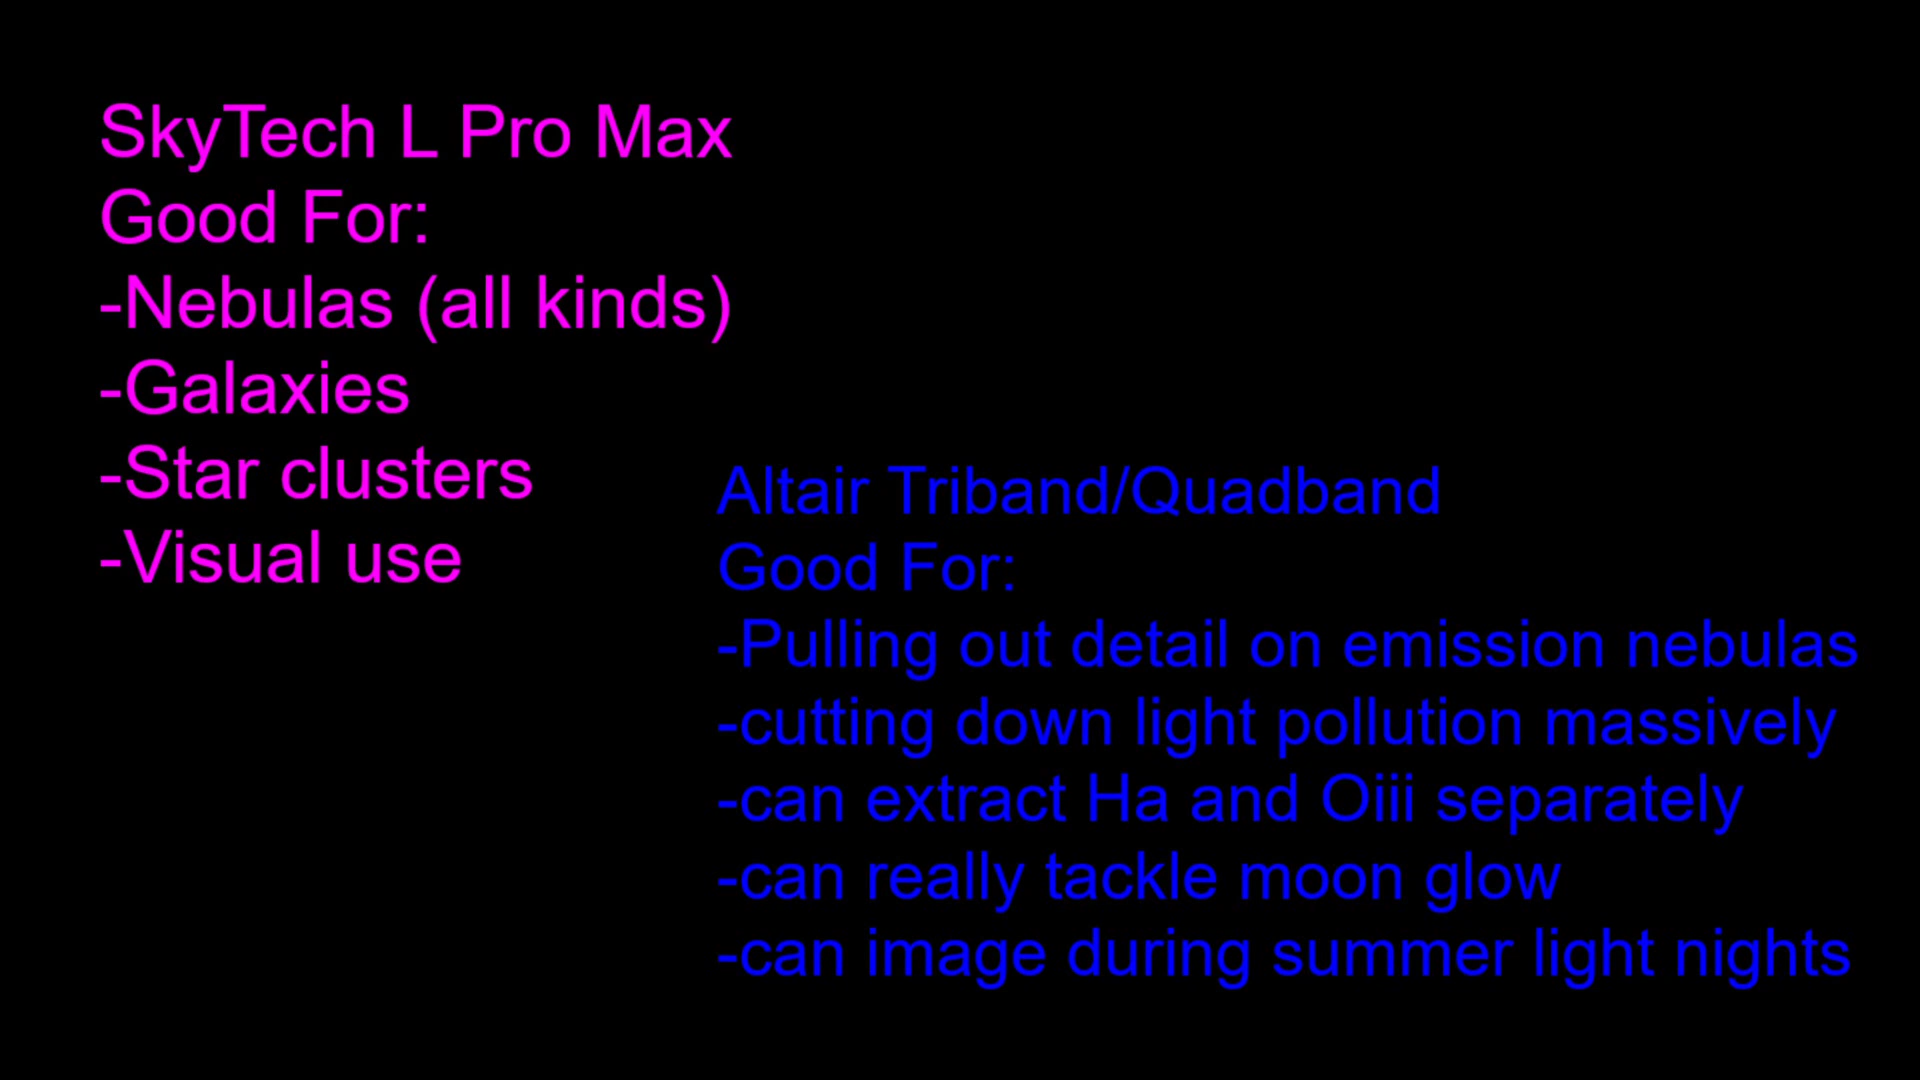 SkyTech L Pro Max
Good For:
-Nebulas (all kinds)
-Galaxies
-Star clusters
-Visual use
Altair Triband/Quadband
Good For:
-Pulling out detail on emission nebulas
-cutting down light pollution massively
-can extract Ha and Oiii separately
-can really tackle moon glow
-can image during summer light nights